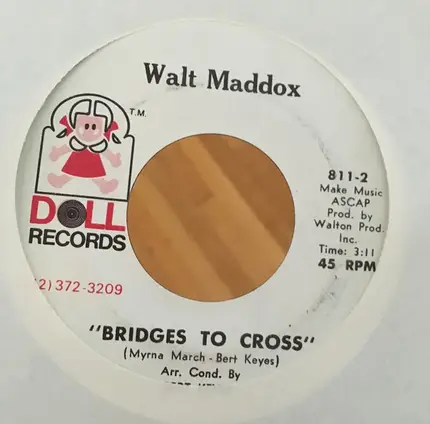 Walt Maddox
T.M.
DOLL
RECORDS
2) 372-3209
811-2
Make Music
ASCAP
Prod. by
Walton Prod.
Inc.
Time: 3:11
45 RPM
"BRIDGES TO CROSS"
(Myrna March - Bert Keyes)
Arr. Cond. By